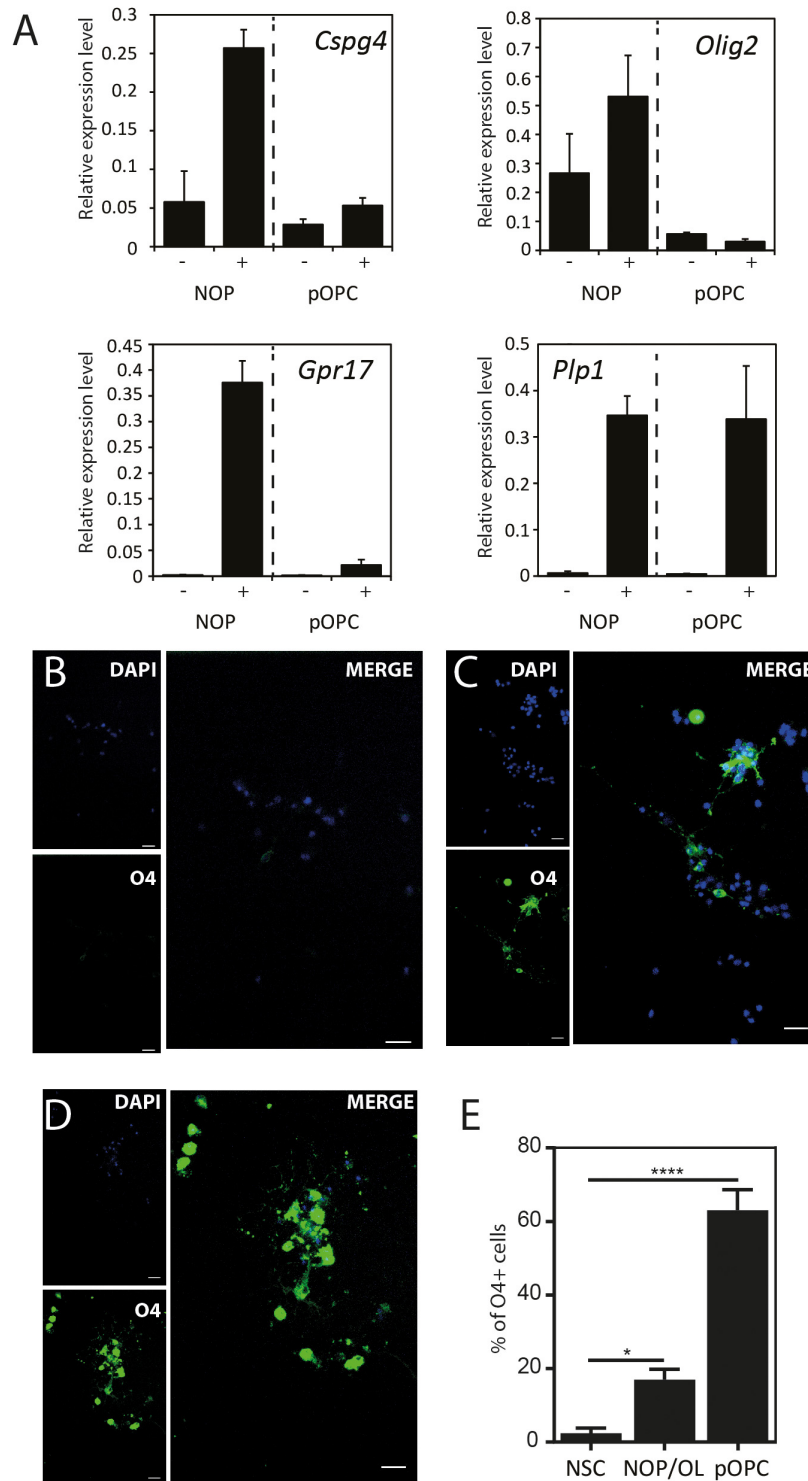 A
Cspg4
Relative expression level
0.3
0.25
0.2
0.15
0.1
0.05
0
- + - +
NOP pOPC
Olig2
Relative expression level
0.8
0.7
0.6
0.5
0.4
0.3
0.2
0.1
0
- + - +
NOP pOPC
Gpr17
Relative expression level
0.45
0.4
0.35
0.3
0.25
0.2
0.15
0.1
0.05
0
- + - +
NOP pOPC
Plp1
Relative expression level
0.5
0.4
0.3
0.2
0.1
0
- + - +
NOP pOPC
B
DAPI
MERGE
O4
C
DAPI
MERGE
O4
D
DAPI
MERGE
O4
E
% of O4+ cells
80
60
40
20
0
****
*
NSC NOP/OL pOPC